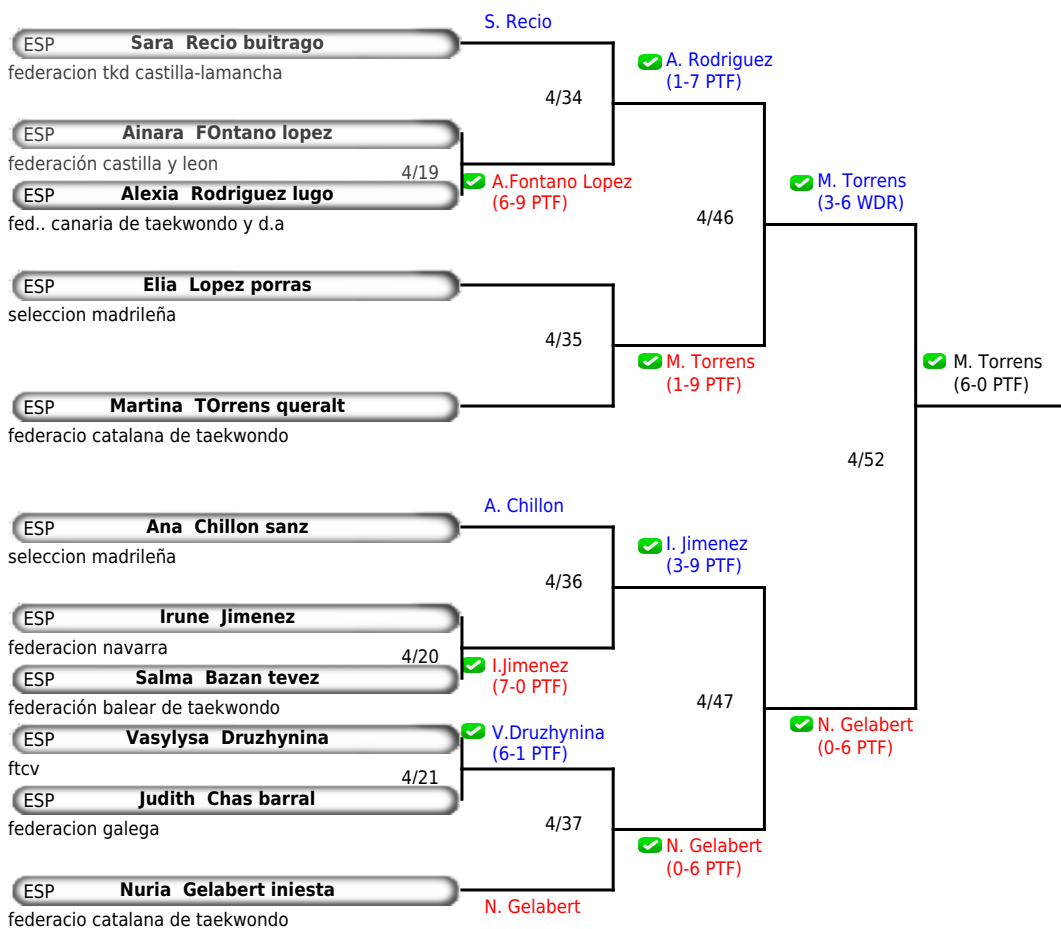 S. Recio
ESP Sara Recio buitrago
federacion tkd castilla-lamancha
A. Rodriguez
(1-7 PTF)
4/34
ESP Ainara FOntano lopez
federación castilla y leon
4/19
ESP Alexia Rodriguez lugo
fed.. canaria de taekwondo y d.a
A.Fontano Lopez
(6-9 PTF)
M. Torrens
(3-6 WDR)
4/46
ESP Elia Lopez porras
seleccion madrileña
4/35
M. Torrens
(1-9 PTF)
M. Torrens
(6-0 PTF)
ESP Martina TOrrens queralt
federacio catalana de taekwondo
4/52
A. Chillon
ESP Ana Chillon sanz
seleccion madrileña
I. Jimenez
(3-9 PTF)
4/36
ESP Irune Jimenez
federacion navarra
4/20
ESP Salma Bazan tevez
federación balear de taekwondo
I.Jimenez
(7-0 PTF)
4/47
ESP Vasylysa Druzhynina
ftcv
V.Druzhynina
(6-1 PTF)
N. Gelabert
(0-6 PTF)
4/21
ESP Judith Chas barral
federacion galega
4/37
N. Gelabert
(0-6 PTF)
ESP Nuria Gelabert iniesta
federacio catalana de taekwondo
N. Gelabert